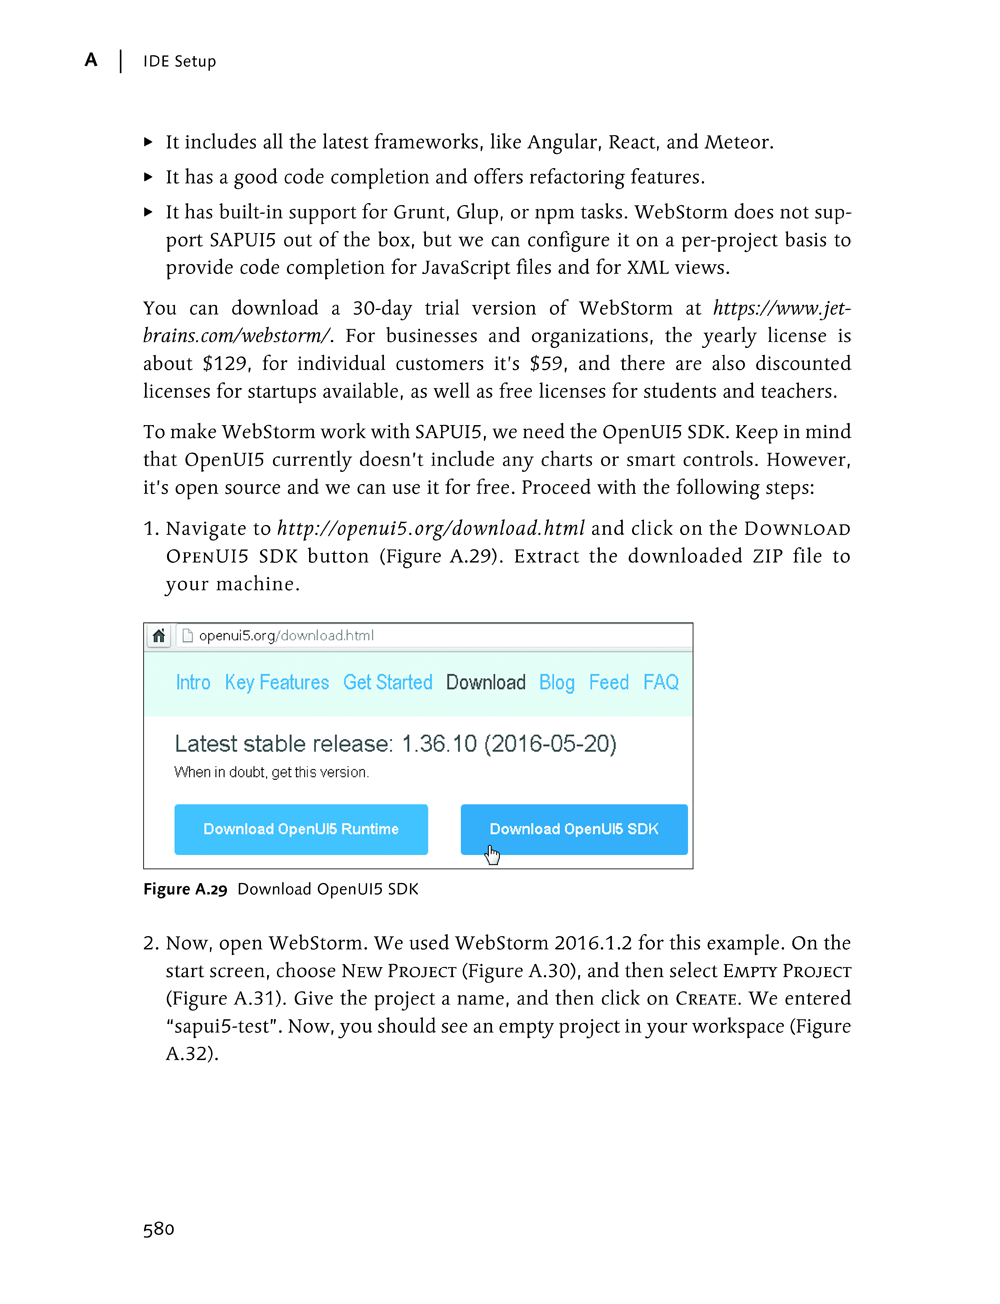 A | IDE Setup
▸ It includes all the latest frameworks, like Angular, React, and Meteor.
▸ It has a good code completion and offers refactoring features.
▸ It has built-in support for Grunt, Glup, or npm tasks. WebStorm does not sup-
port SAPUI5 out of the box, but we can configure it on a per-project basis to
provide code completion for JavaScript files and for XML views.
You can download a 30-day trial version of WebStorm at https://www.jet-
brains.com/webstorm/. For businesses and organizations, the yearly license is
about $129, for individual customers it's $59, and there are also discounted
licenses for startups available, as well as free licenses for students and teachers.
To make WebStorm work with SAPUI5, we need the OpenUI5 SDK. Keep in mind
that OpenUI5 currently doesn't include any charts or smart controls. However,
it's open source and we can use it for free. Proceed with the following steps:
1. Navigate to http://openui5.org/download.html and click on the Download
OpenUI5 SDK button (Figure A.29). Extract the downloaded ZIP file to
your machine.
openui5.org/download.html
Intro Key Features Get Started Download Blog Feed FAQ
Latest stable release: 1.36.10 (2016-05-20)
When in doubt, get this version.
Download OpenUI5 Runtime Download OpenUI5 SDK
Figure A.29 Download OpenUI5 SDK
2. Now, open WebStorm. We used WebStorm 2016.1.2 for this example. On the
start screen, choose New Project (Figure A.30), and then select Empty Project
(Figure A.31). Give the project a name, and then click on Create. We entered
“sapui5-test”. Now, you should see an empty project in your workspace (Figure
A.32).
580